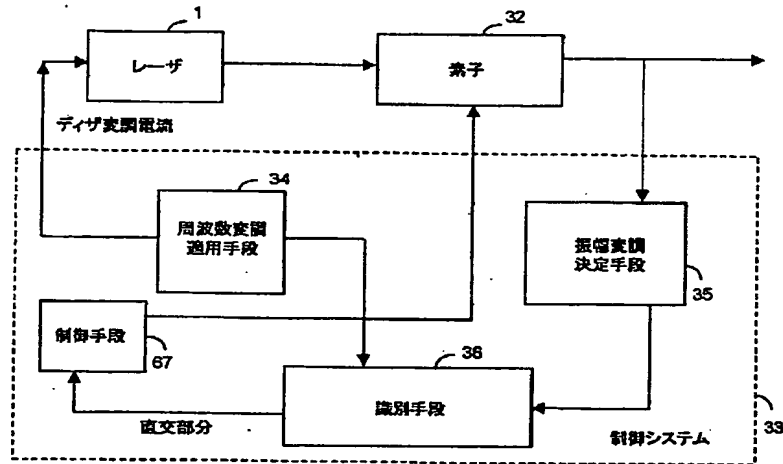 1
レーザ
32
素子
ディザ変調電流
34
周波数変調
適用手段
振幅変調
決定手段
35
制御手段
67
36
識別手段
直交部分
制御システム
33